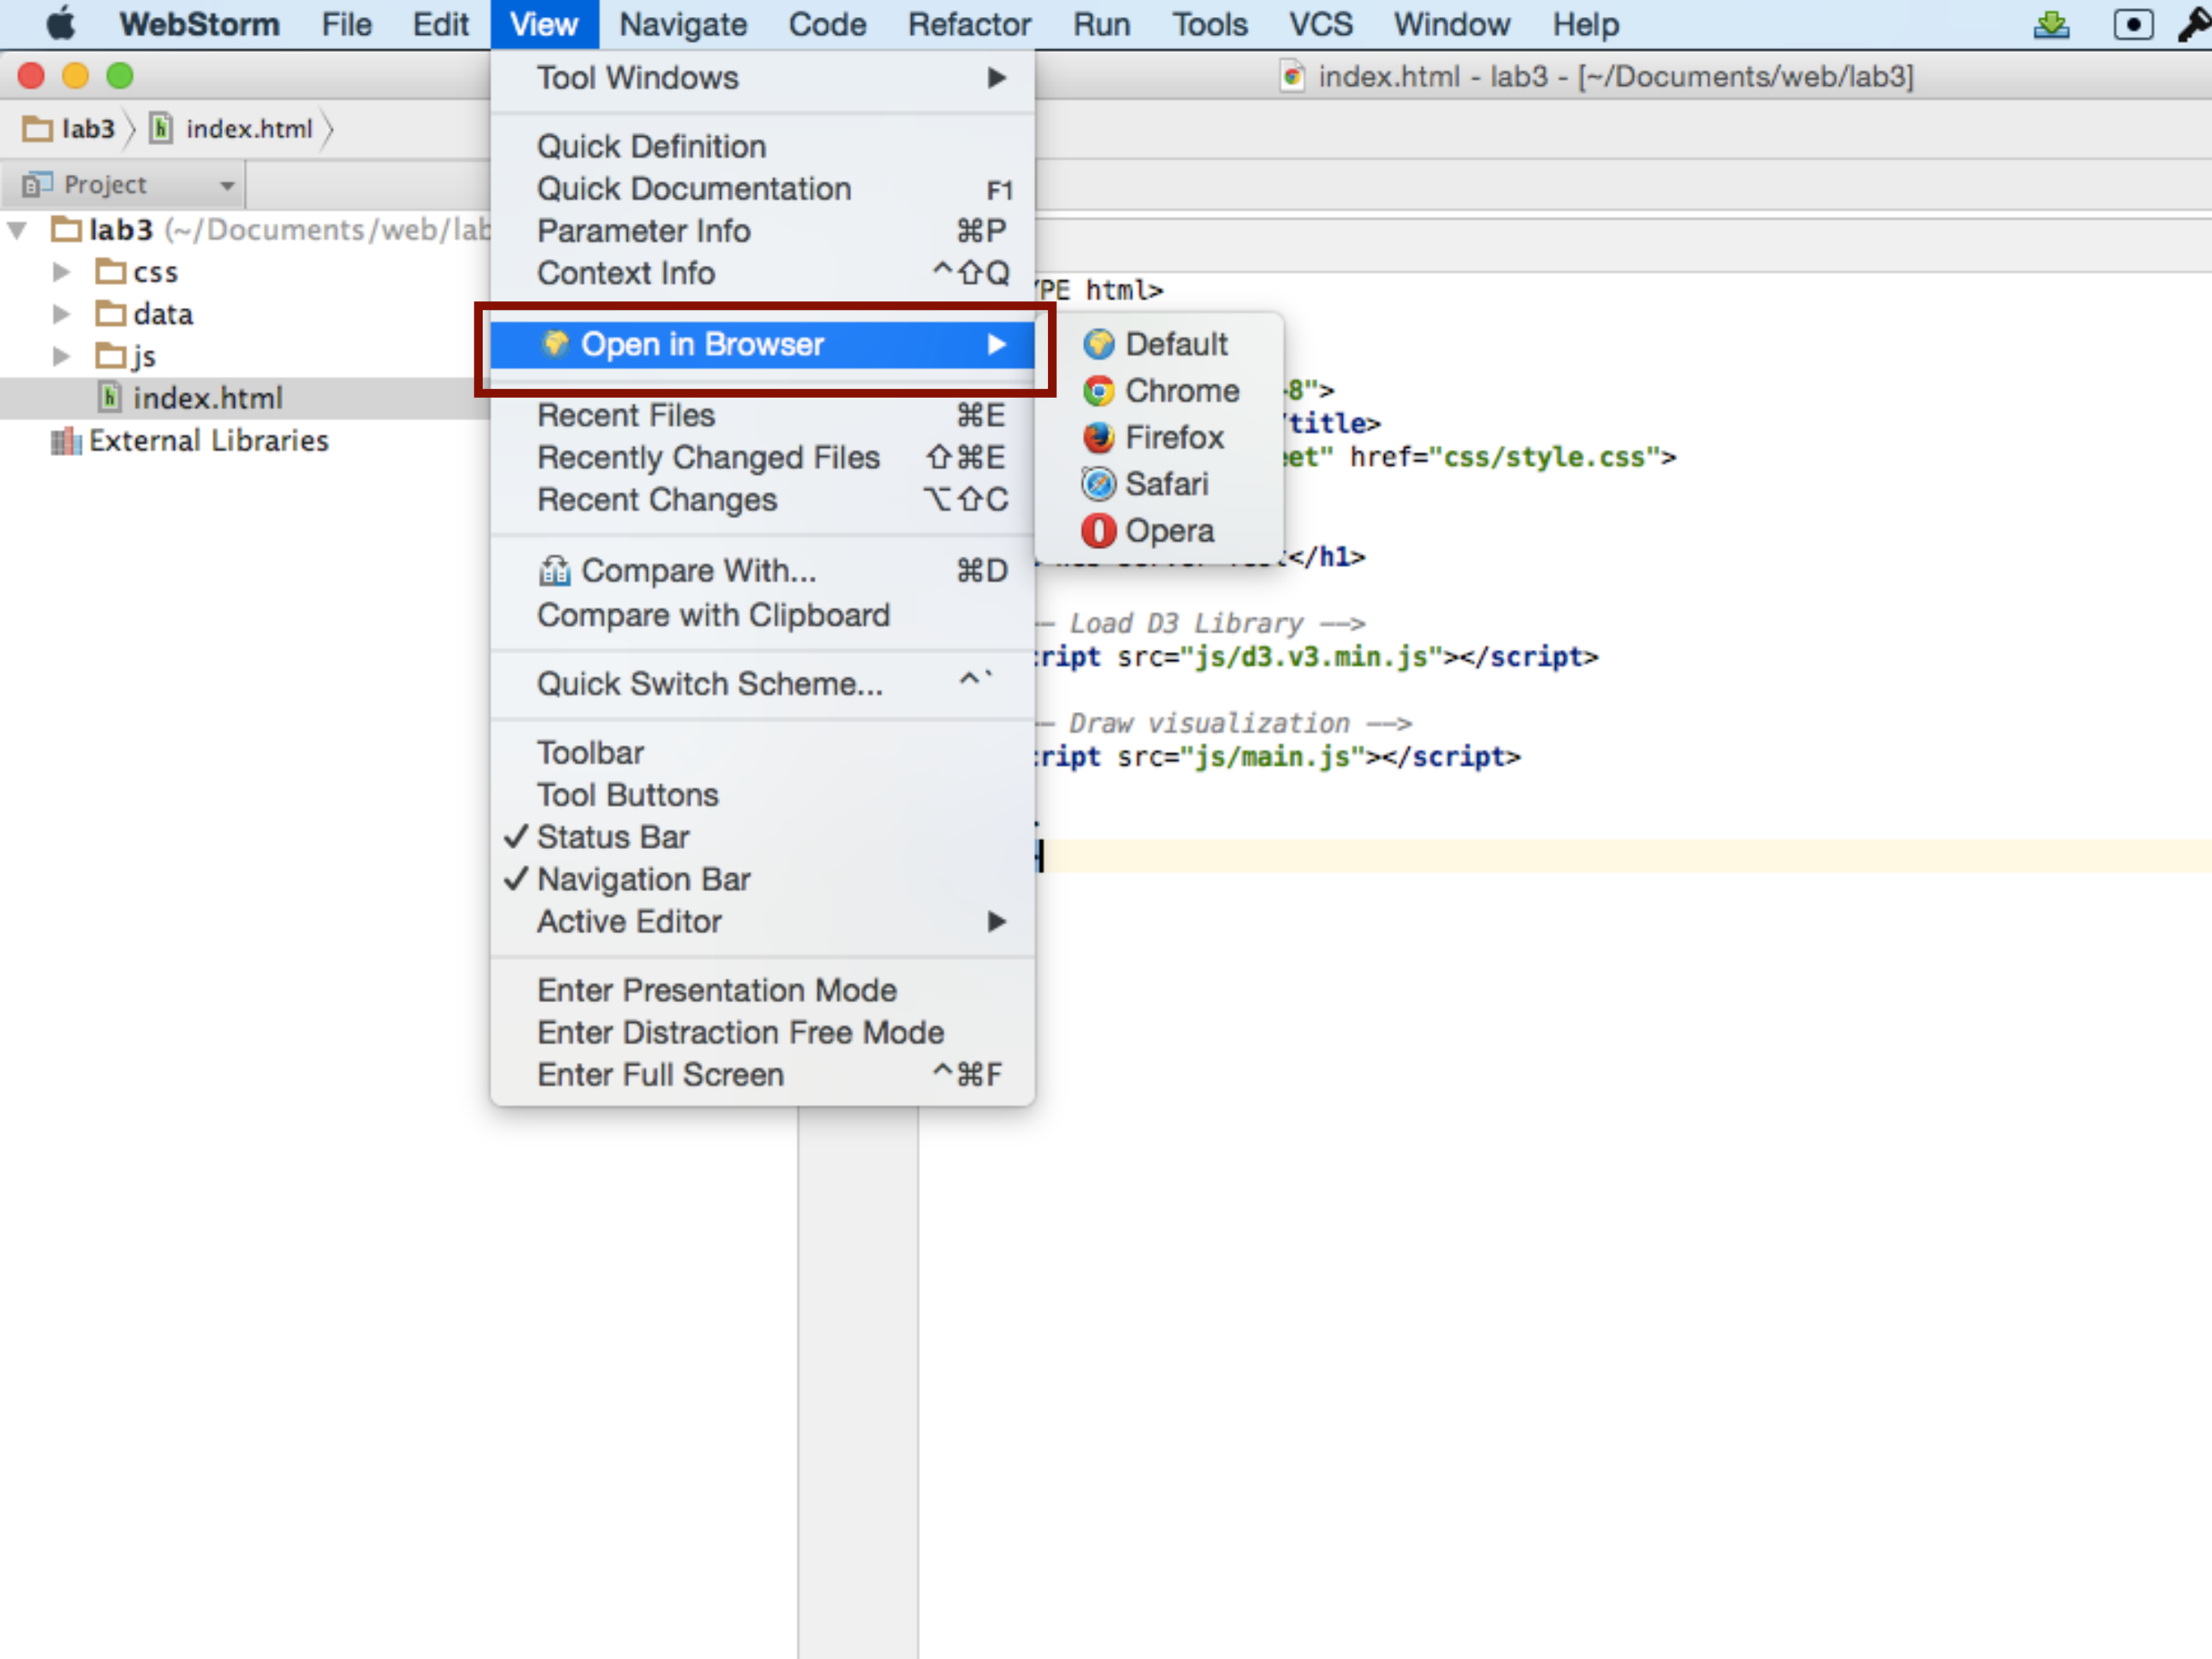 WebStorm File Edit View Navigate Code Refactor Run Tools VCS Window Help
index.html - lab3 - [~/Documents/web/lab3]
lab3 index.html
Project
lab3 (~/Documents/web/lab
css
data
js
index.html
External Libraries
Tool Windows ▶
Quick Definition
Quick Documentation F1
Parameter Info ⌘P
Context Info ^⇧Q
Open in Browser ▶
Recent Files ⌘E
Recently Changed Files ⇧⌘E
Recent Changes ⌥⇧C
Compare With... ⌘D
Compare with Clipboard
Quick Switch Scheme... ^`
Toolbar
Tool Buttons
✓ Status Bar
✓ Navigation Bar
Active Editor ▶
Enter Presentation Mode
Enter Distraction Free Mode
Enter Full Screen ^⌘F
Default
Chrome
Firefox
Safari
Opera
PE html>
-8">
title>
et" href="css/style.css">
</h1>
Load D3 Library -->
ript src="js/d3.v3.min.js"></script>
Draw visualization -->
ript src="js/main.js"></script>